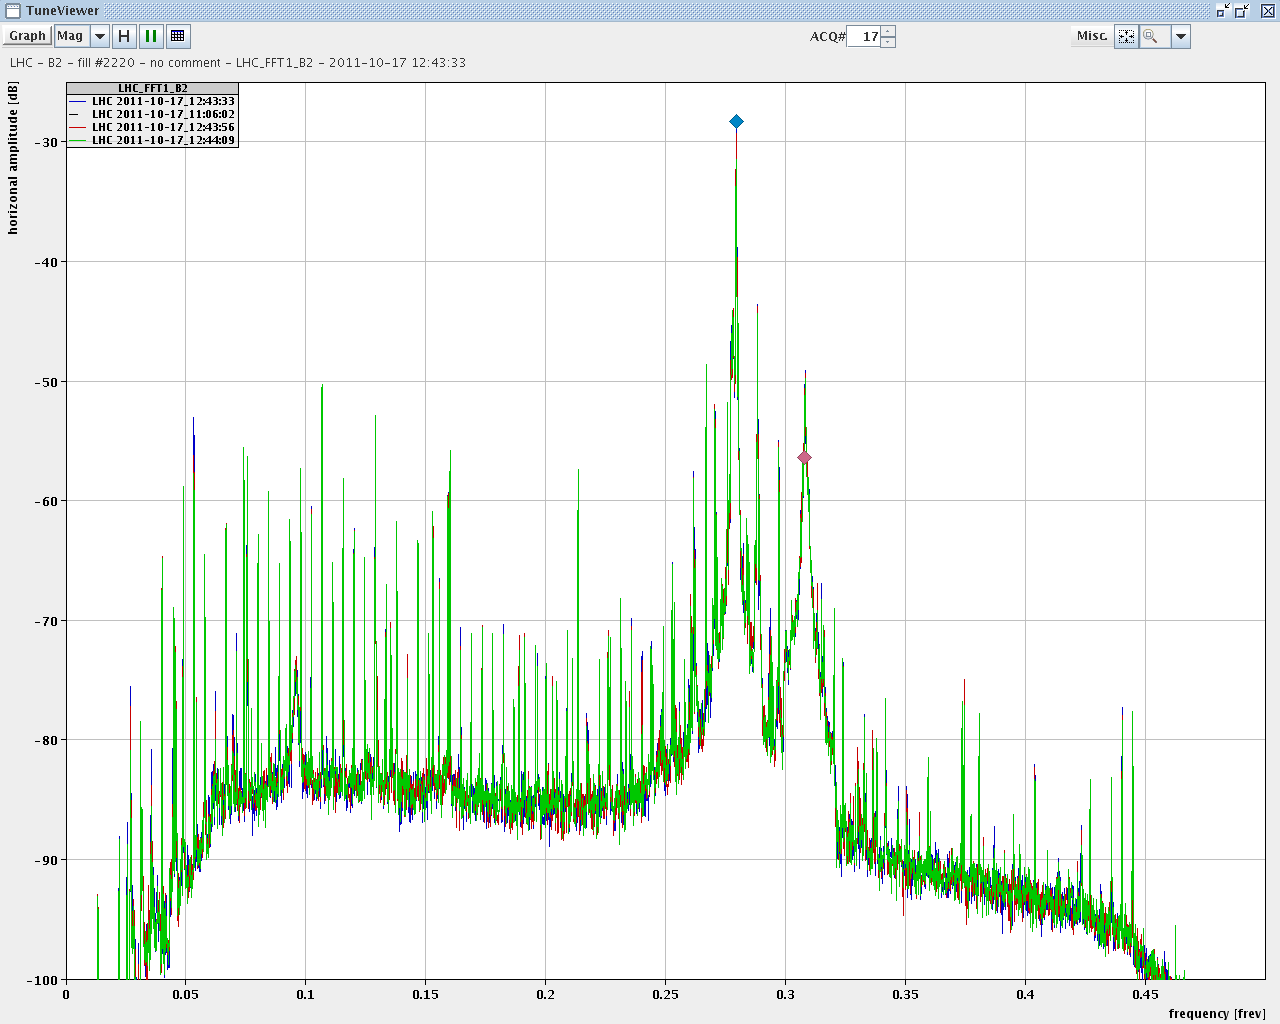 TuneViewer
Graph Mag H ACQ# 17 Misc.
LHC - B2 - fill #2220 - no comment - LHC_FFT1_B2 - 2011-10-17 12:43:33
LHC_FFT1_B2
LHC 2011-10-17_12:43:33
LHC 2011-10-17_11:06:02
LHC 2011-10-17_12:43:56
LHC 2011-10-17_12:44:09
horizonal amplitude [dB]
-30
-40
-50
-60
-70
-80
-90
-100
0 0.05 0.1 0.15 0.2 0.25 0.3 0.35 0.4 0.45
frequency [frev]